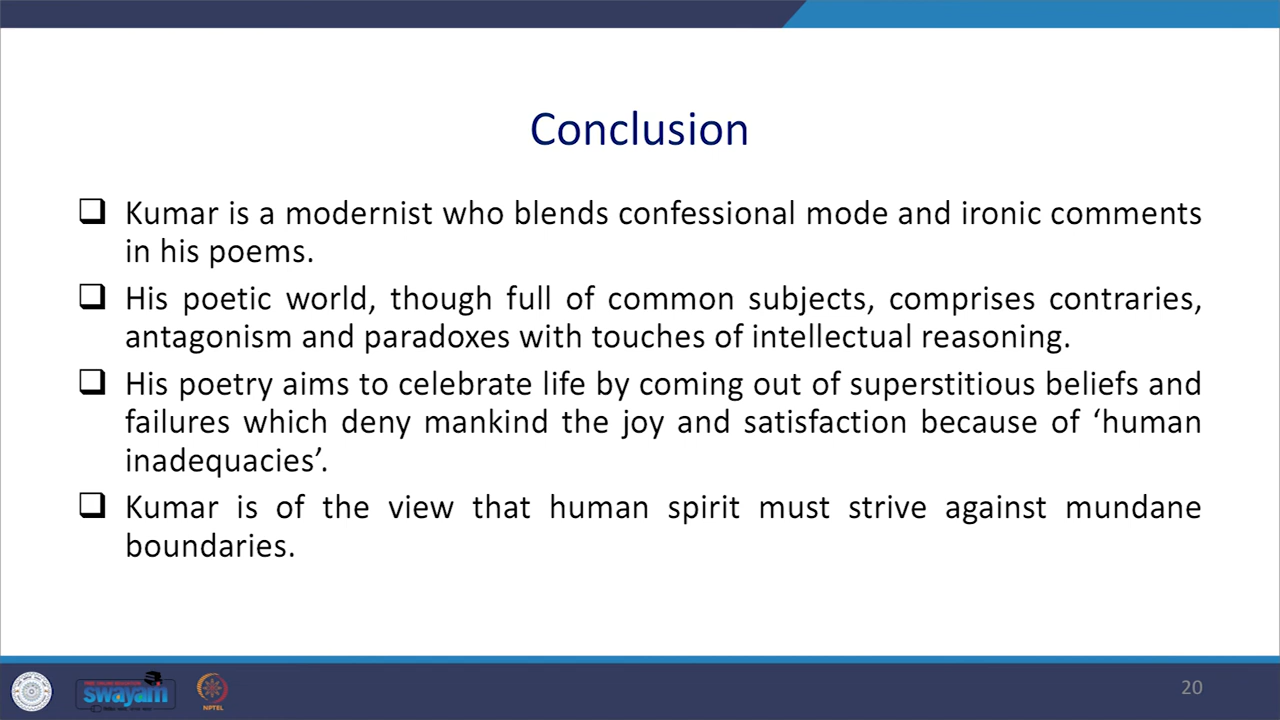 Conclusion
Kumar is a modernist who blends confessional mode and ironic comments
in his poems.
His poetic world, though full of common subjects, comprises contraries,
antagonism and paradoxes with touches of intellectual reasoning.
His poetry aims to celebrate life by coming out of superstitious beliefs and
failures which deny mankind the joy and satisfaction because of ‘human
inadequacies’.
Kumar is of the view that human spirit must strive against mundane
boundaries.
swayam
NPTEL
20